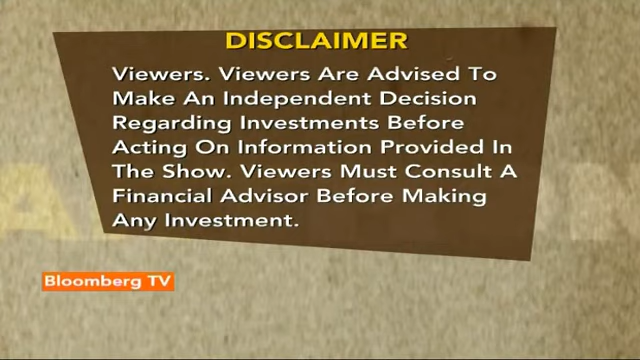 DISCLAIMER
Viewers. Viewers Are Advised To
Make An Independent Decision
Regarding Investments Before
Acting On Information Provided In
The Show. Viewers Must Consult A
Financial Advisor Before Making
Any Investment.
Bloomberg TV